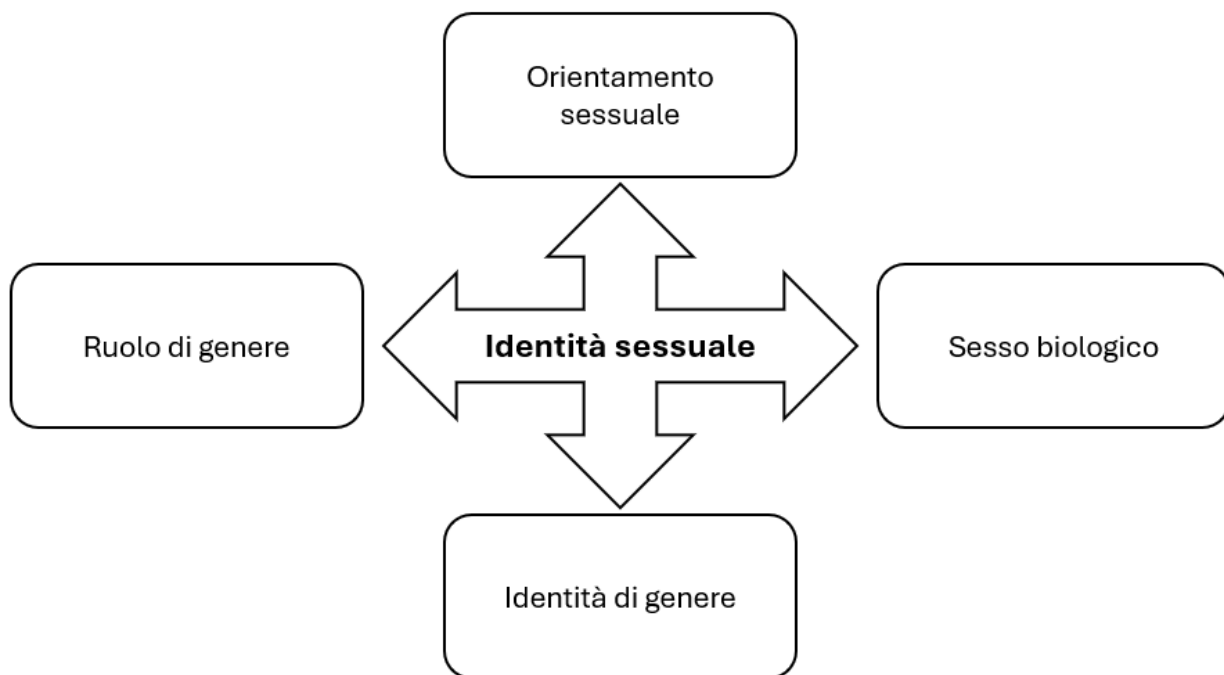 Orientamento
sessuale
Ruolo di genere
Identità sessuale
Sesso biologico
Identità di genere